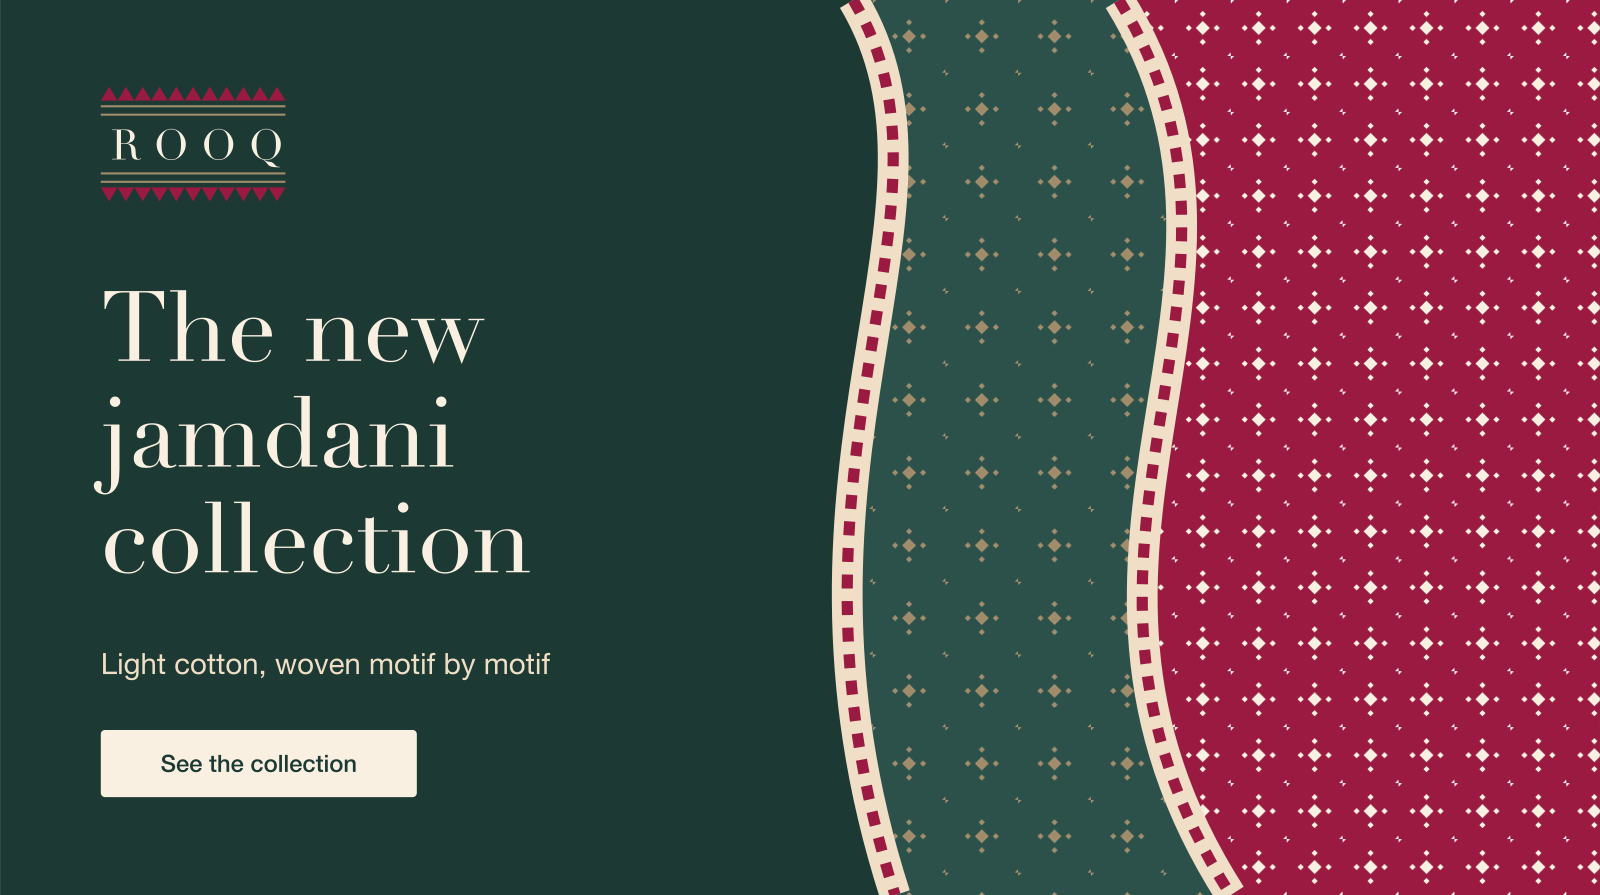 ROOQ
The new
jamdani
collection
Light cotton, woven motif by motif
See the collection